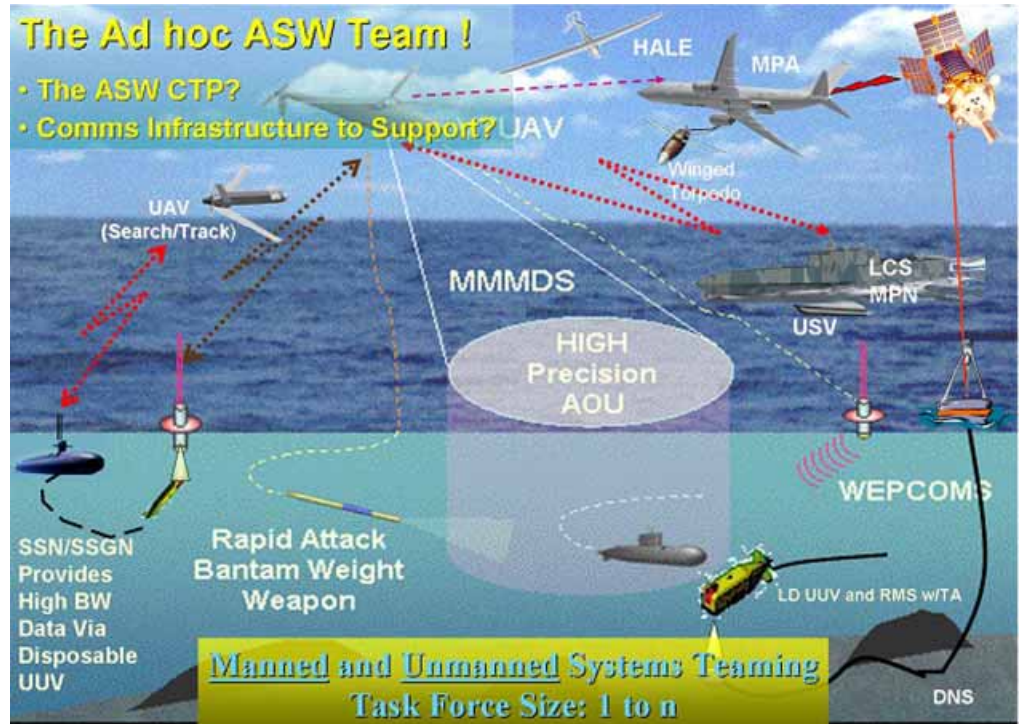 The Ad hoc ASW Team !
• The ASW CTP?
• Comms Infrastructure to Support?
HALE
MPA
UAV
Winged
Torpedo
UAV
(Search/Track)
MMMDS
LCS
MPN
USV
HIGH
Precision
AOU
WEPCOMS
SSN/SSGN
Provides
High BW
Data Via
Disposable
UUV
Rapid Attack
Bantam Weight
Weapon
LD UUV and RMS w/TA
DNS
Manned and Unmanned Systems Teaming
Task Force Size: 1 to n